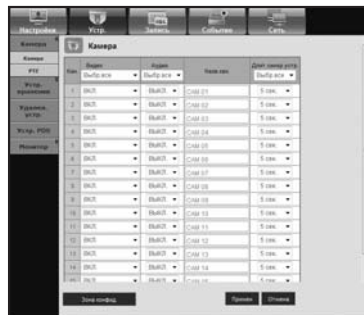 Настройки Устр. Запись Событие Сеть
Камера
Камера
Камера
PTZ
Устр. хранения
Удален. устр.
Устр. POS
Монитор
Кан. Видео Аудио Назв кан. Длит смер устр.
Выбр.все Выбр.все Выбр.все
1 ВКЛ ВЫКЛ CAM 01 5 сек.
2 ВКЛ ВЫКЛ CAM 02 5 сек.
3 ВКЛ ВЫКЛ CAM 03 5 сек.
4 ВКЛ ВЫКЛ CAM 04 5 сек.
5 ВКЛ ВЫКЛ CAM 05 5 сек.
6 ВКЛ ВЫКЛ CAM 06 5 сек.
7 ВКЛ ВЫКЛ CAM 07 5 сек.
8 ВКЛ ВЫКЛ CAM 08 5 сек.
9 ВКЛ ВЫКЛ CAM 09 5 сек.
10 ВКЛ ВЫКЛ CAM 10 5 сек.
11 ВКЛ ВЫКЛ CAM 11 5 сек.
12 ВКЛ ВЫКЛ CAM 12 5 сек.
13 ВКЛ ВЫКЛ CAM 13 5 сек.
14 ВКЛ ВЫКЛ CAM 14 5 сек.
Зона конфид. Примен Отмена